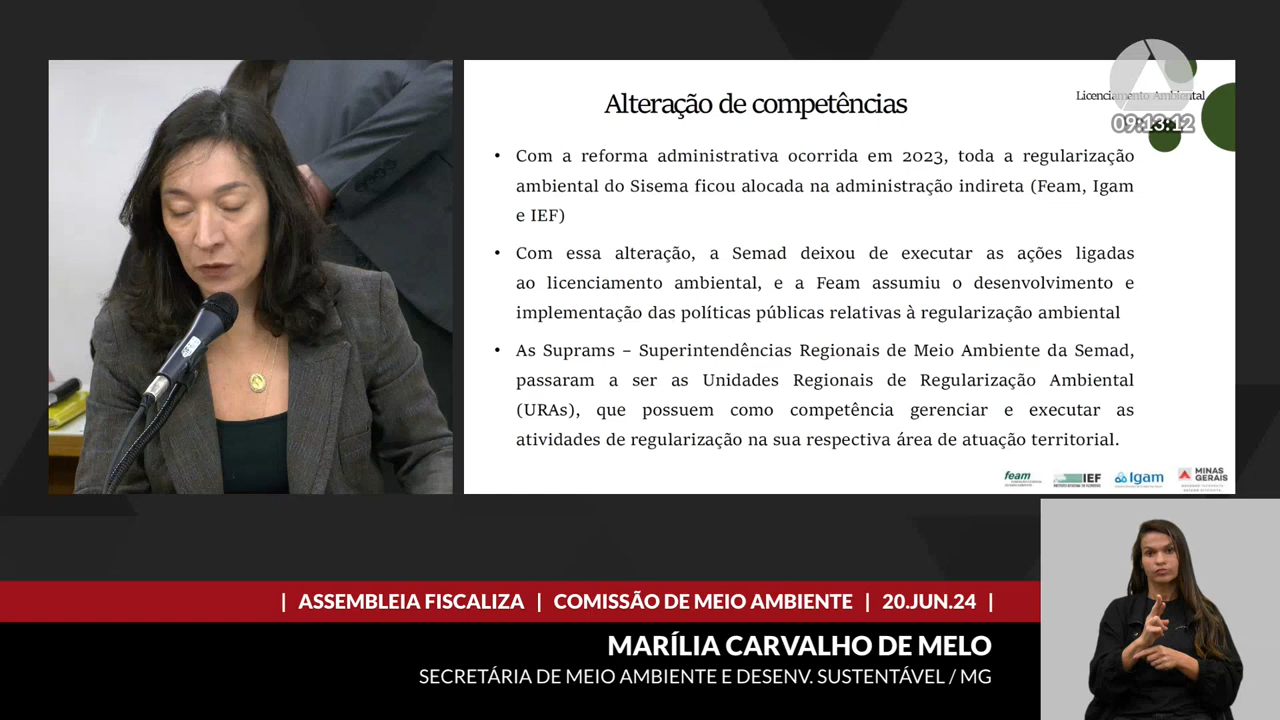 Licenciamento Ambiental
09:13:12
Alteração de competências
• Com a reforma administrativa ocorrida em 2023, toda a regularização
ambiental do Sisema ficou alocada na administração indireta (Feam, Igam
e IEF)
• Com essa alteração, a Semad deixou de executar as ações ligadas
ao licenciamento ambiental, e a Feam assumiu o desenvolvimento e
implementação das políticas públicas relativas à regularização ambiental
• As Suprams – Superintendências Regionais de Meio Ambiente da Semad,
passaram a ser as Unidades Regionais de Regularização Ambiental
(URAs), que possuem como competência gerenciar e executar as
atividades de regularização na sua respectiva área de atuação territorial.
feam
IEF
Igam
MINAS
GERAIS
| ASSEMBLEIA FISCALIZA | COMISSÃO DE MEIO AMBIENTE | 20.JUN.24 |
MARÍLIA CARVALHO DE MELO
SECRETÁRIA DE MEIO AMBIENTE E DESENV. SUSTENTÁVEL / MG